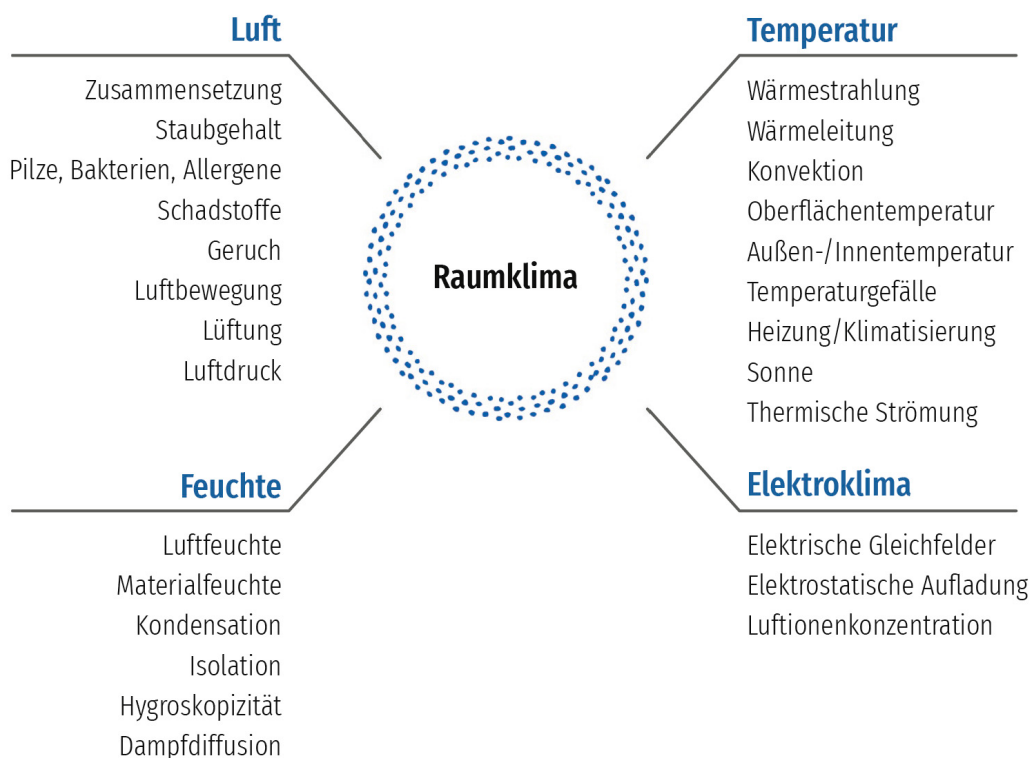 Luft
Zusammensetzung
Staubgehalt
Pilze, Bakterien, Allergene
Schadstoffe
Geruch
Luftbewegung
Lüftung
Luftdruck
Temperatur
Wärmestrahlung
Wärmeleitung
Konvektion
Oberflächentemperatur
Außen-/Innentemperatur
Temperaturgefälle
Heizung/Klimatisierung
Sonne
Thermische Strömung
Raumklima
Feuchte
Luftfeuchte
Materialfeuchte
Kondensation
Isolation
Hygroskopizität
Dampfdiffusion
Elektroklima
Elektrische Gleichfelder
Elektrostatische Aufladung
Luftionenkonzentration